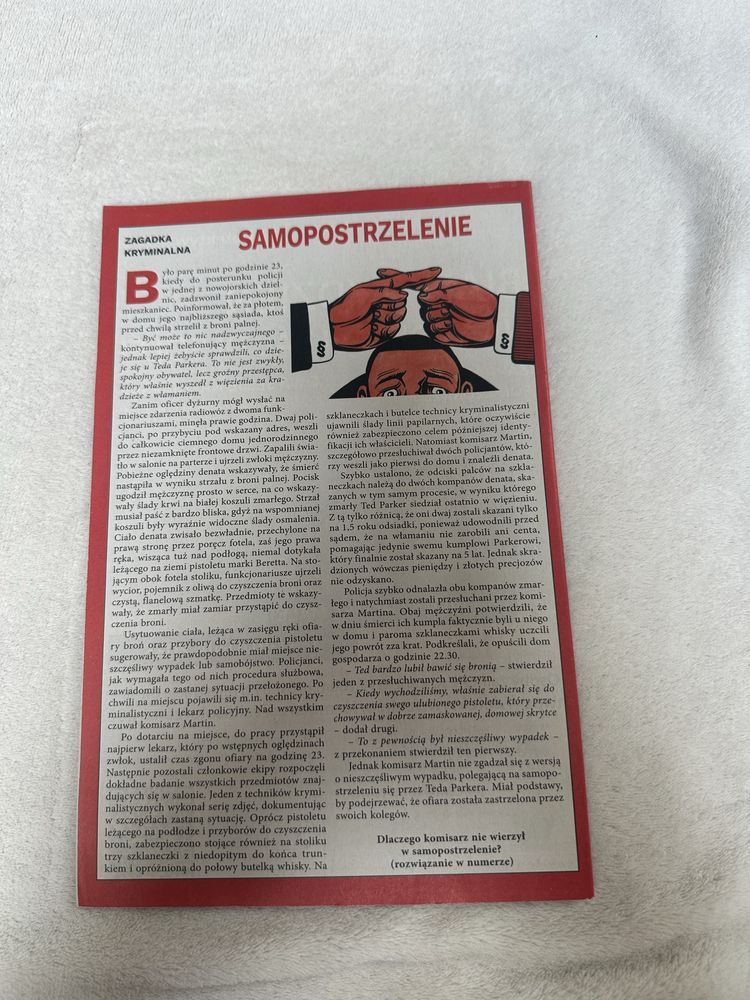 ZAGADKA
KRYMINALNA
SAMOPOSTRZELENIE
Było parę minut po godzinie 23,
kiedy do posterunku policji
w jednej z nowojorskich dziel-
nic, zadzwonił zaniepokojony
mieszkaniec. Poinformował, że za płotem,
w domu jego najbliższego sąsiada, ktoś
przed chwilą strzelił z broni palnej.
– Być może to nic nadzwyczajnego –
kontynuował telefonujący mężczyzna –
jednak lepiej żebyście sprawdzili, co dzie-
je się u Teda Parkera. To nie jest zwykły,
spokojny obywatel, lecz groźny przestępca,
który właśnie wyszedł z więzienia za kra-
dzieże z włamaniem.
Zanim oficer dyżurny mógł wysłać na
miejsce zdarzenia radiowóz z dwoma funk-
cjonariuszami, minęła prawie godzina. Dwaj poli-
cjanci, po przybyciu pod wskazany adres, weszli
do całkowicie ciemnego domu jednorodzinnego
przez niezamknięte frontowe drzwi. Zapalili świa-
tło w salonie na parterze i ujrzeli zwłoki mężczyzny.
Pobieżne oględziny denata wskazywały, że śmierć
nastąpiła w wyniku strzału z broni palnej. Pocisk
ugodził mężczyznę prosto w serce, na co wskazy-
wały ślady krwi na białej koszuli zmarłego. Strzał
musiał paść z bardzo bliska, gdyż na wspomnianej
koszuli były wyraźnie widoczne ślady osmalenia.
Ciało denata zwisało bezwładnie, przechylone na
prawą stronę przez poręcz fotela, zaś jego prawa
ręka, wisząca tuż nad podłogą, niemal dotykała
leżącego na ziemi pistoletu marki Beretta. Na sto-
jącym obok fotela stoliku, funkcjonariusze ujrzeli
wycior, pojemnik z oliwą do czyszczenia broni oraz
czystą, flanelową szmatkę. Przedmioty te wskazy-
wały, że zmarły miał zamiar przystąpić do czysz-
czenia broni.
Usytuowanie ciała, leżąca w zasięgu ręki ofia-
ry broń oraz przybory do czyszczenia pistoletu
sugerowały, że prawdopodobnie miał miejsce nie-
szczęśliwy wypadek lub samobójstwo. Policjanci,
jak wymagała tego od nich procedura służbowa,
zawiadomili o zastanej sytuacji przełożonego. Po
chwili na miejscu pojawili się m.in. technicy kry-
minalistyczni i lekarz policyjny. Nad wszystkim
czuwał komisarz Martin.
Po dotarciu na miejsce, do pracy przystąpił
najpierw lekarz, który po wstępnych oględzinach
zwłok, ustalił czas zgonu ofiary na godzinę 23.
Następnie pozostali członkowie ekipy rozpoczęli
dokładne badanie wszystkich przedmiotów znaj-
dujących się w salonie. Jeden z techników krymi-
nalistycznych wykonał serię zdjęć, dokumentując
w szczegółach zastaną sytuację. Oprócz pistoletu
leżącego na podłodze i przyborów do czyszczenia
broni, zabezpieczono stojące również na stoliku
trzy szklaneczki z niedopitym do końca trun-
kiem i opróżnioną do połowy butelką whisky. Na
szklaneczkach i butelce technicy kryminalistyczni
ujawnili ślady linii papilarnych, które oczywiście
również zabezpieczono celem późniejszej identy-
fikacji ich właścicieli. Natomiast komisarz Martin,
szczegółowo przesłuchiwał dwóch policjantów, któ-
rzy weszli jako pierwsi do domu i znaleźli denata.
Szybko ustalono, że odciski palców na szkla-
neczkach należą do dwóch kompanów denata, ska-
zanych w tym samym procesie, w wyniku którego
zmarły Ted Parker siedział ostatnio w więzieniu.
Z tą tylko różnicą, że oni dwaj zostali skazani tylko
na 1,5 roku odsiadki, ponieważ udowodnili przed
sądem, że na włamaniu nie zarobili ani centa,
pomagając jedynie swemu kumplowi Parkerowi,
który finalnie został skazany na 5 lat. Jednak skra-
dzionych wówczas pieniędzy i złotych precjozów
nie odzyskano.
Policja szybko odnalazła obu kompanów zmar-
łego i natychmiast zostali przesłuchani przez komi-
sarza Martina. Obaj mężczyźni potwierdzili, że
w dniu śmierci ich kumpla faktycznie byli u niego
w domu i paroma szklaneczkami whisky uczcili
jego powrót zza krat. Podkreślali, że opuścili dom
gospodarza o godzinie 22.30.
– Ted bardzo lubił bawić się bronią – stwierdził
jeden z przesłuchiwanych mężczyzn.
– Kiedy wychodziliśmy, właśnie zabierał się do
czyszczenia swego ulubionego pistoletu, który prze-
chowywał w dobrze zamaskowanej, domowej skrytce
– dodał drugi.
– To z pewnością był nieszczęśliwy wypadek –
z przekonaniem stwierdził ten pierwszy.
Jednak komisarz Martin nie zgadzał się z wersją
o nieszczęśliwym wypadku, polegającą na samopo-
strzeleniu się przez Teda Parkera. Miał podstawy,
by podejrzewać, że ofiara została zastrzelona przez
swoich kolegów.
Dlaczego komisarz nie wierzył
w samopostrzelenie?
(rozwiązanie w numerze)